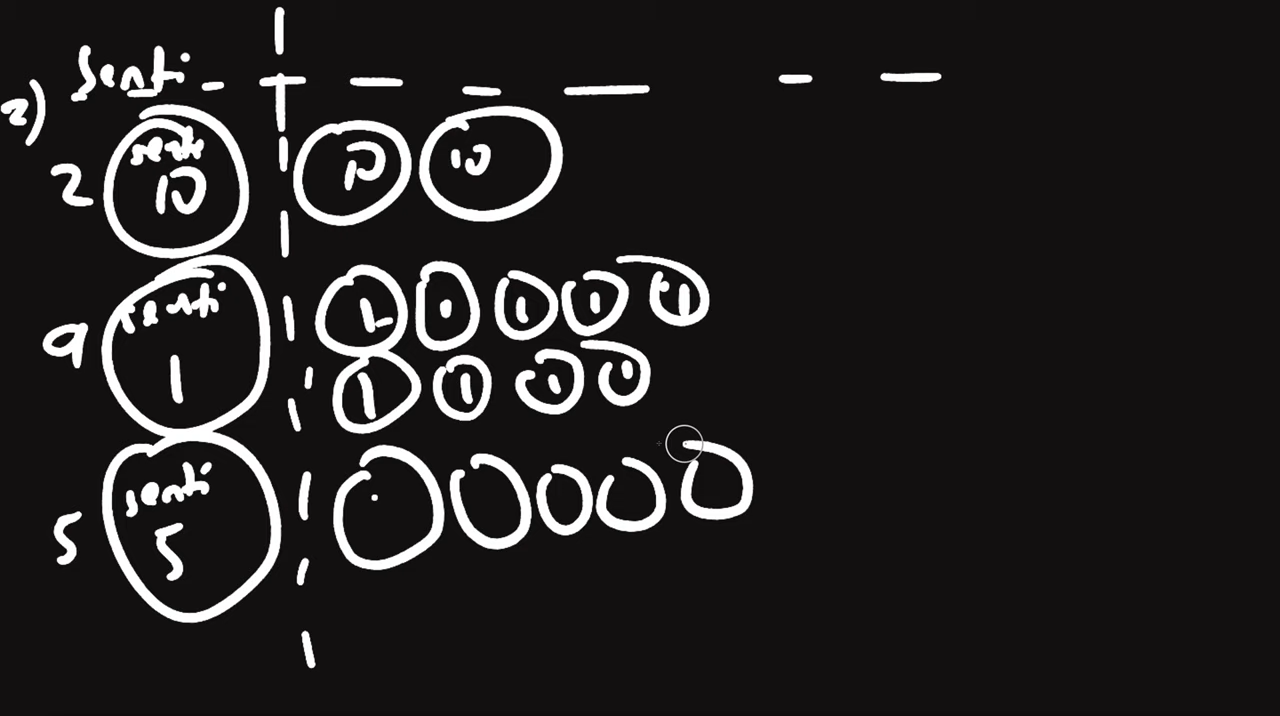 2) Senti
2 senti 10 10 10
9 senti 1 1 1 1 1 1
1 1 1 1
5 senti 5